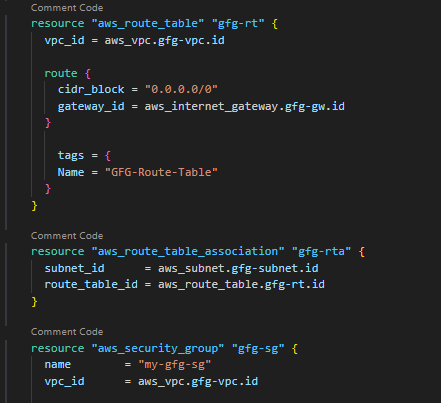 Comment Code
resource "aws_route_table" "gfg-rt" {
  vpc_id = aws_vpc.gfg-vpc.id

  route {
    cidr_block = "0.0.0.0/0"
    gateway_id = aws_internet_gateway.gfg-gw.id
  }

    tags = {
    Name = "GFG-Route-Table"
  }
}

Comment Code
resource "aws_route_table_association" "gfg-rta" {
  subnet_id      = aws_subnet.gfg-subnet.id
  route_table_id = aws_route_table.gfg-rt.id
}

Comment Code
resource "aws_security_group" "gfg-sg" {
  name        = "my-gfg-sg"
  vpc_id      = aws_vpc.gfg-vpc.id